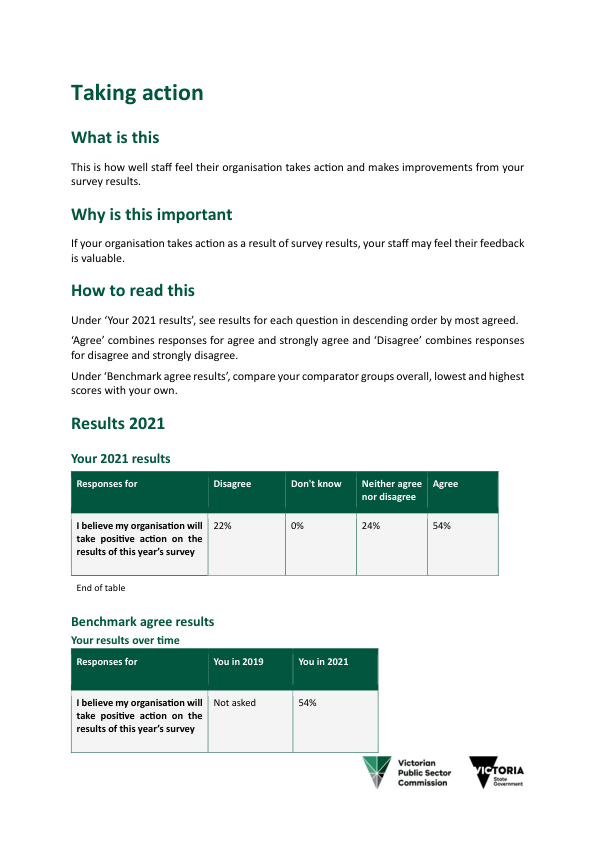 Taking action
What is this
This is how well staff feel their organisation takes action and makes improvements from your
survey results.
Why is this important
If your organisation takes action as a result of survey results, your staff may feel their feedback
is valuable.
How to read this
Under ‘Your 2021 results’, see results for each question in descending order by most agreed.
‘Agree’ combines responses for agree and strongly agree and ‘Disagree’ combines responses
for disagree and strongly disagree.
Under ‘Benchmark agree results’, compare your comparator groups overall, lowest and highest
scores with your own.
Results 2021
Your 2021 results
Responses for Disagree Don't know Neither agree Agree
nor disagree
I believe my organisation will 22% 0% 24% 54%
take positive action on the
results of this year’s survey
End of table
Benchmark agree results
Your results over time
Responses for You in 2019 You in 2021
I believe my organisation will Not asked 54%
take positive action on the
results of this year’s survey
Victorian
Public Sector
Commission
VICTORIA
State
Government